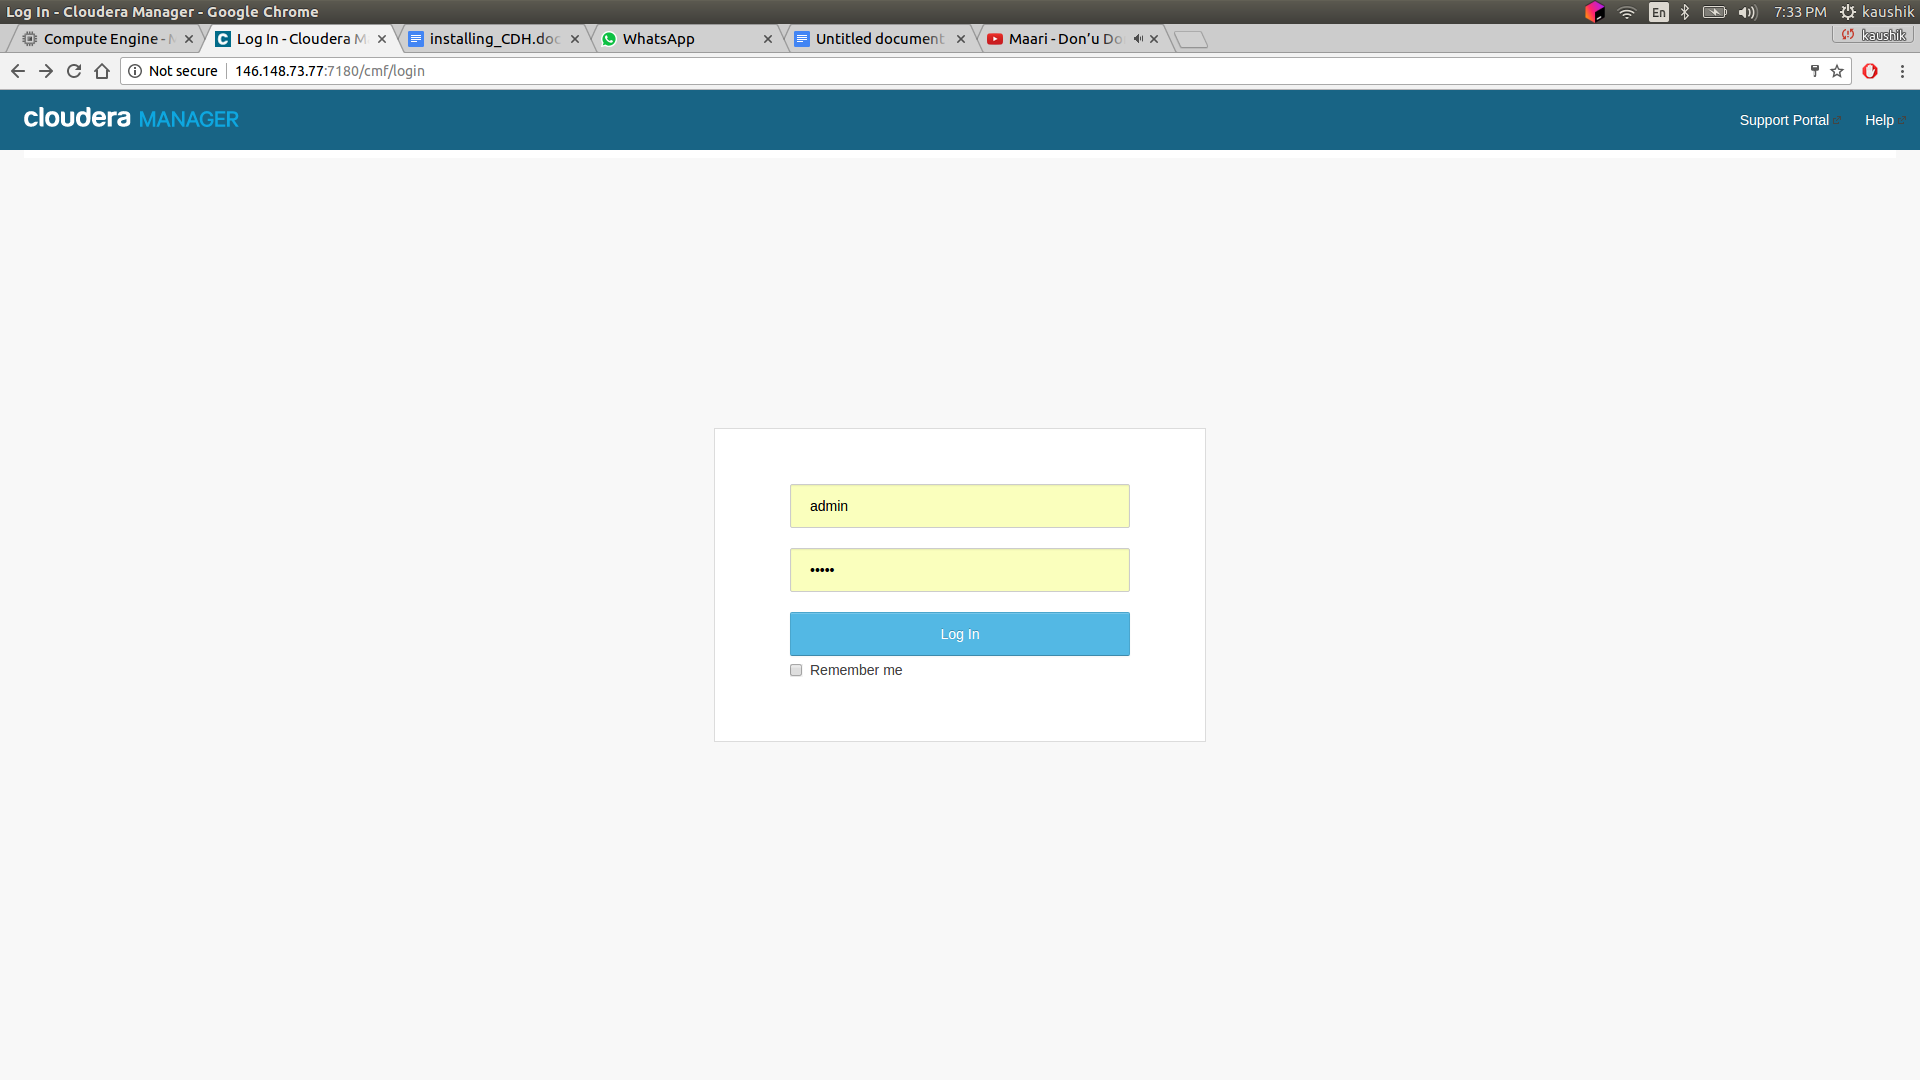 Log In - Cloudera Manager - Google Chrome
En
7:33 PM
kaushik
Compute Engine - M
Log In - Cloudera M
installing_CDH.doc
WhatsApp
Untitled document
Maari - Don'u Do
kaushik
Not secure
146.148.73.77:7180/cmf/login
cloudera MANAGER
Support Portal
Help
admin
•••••
Log In
Remember me